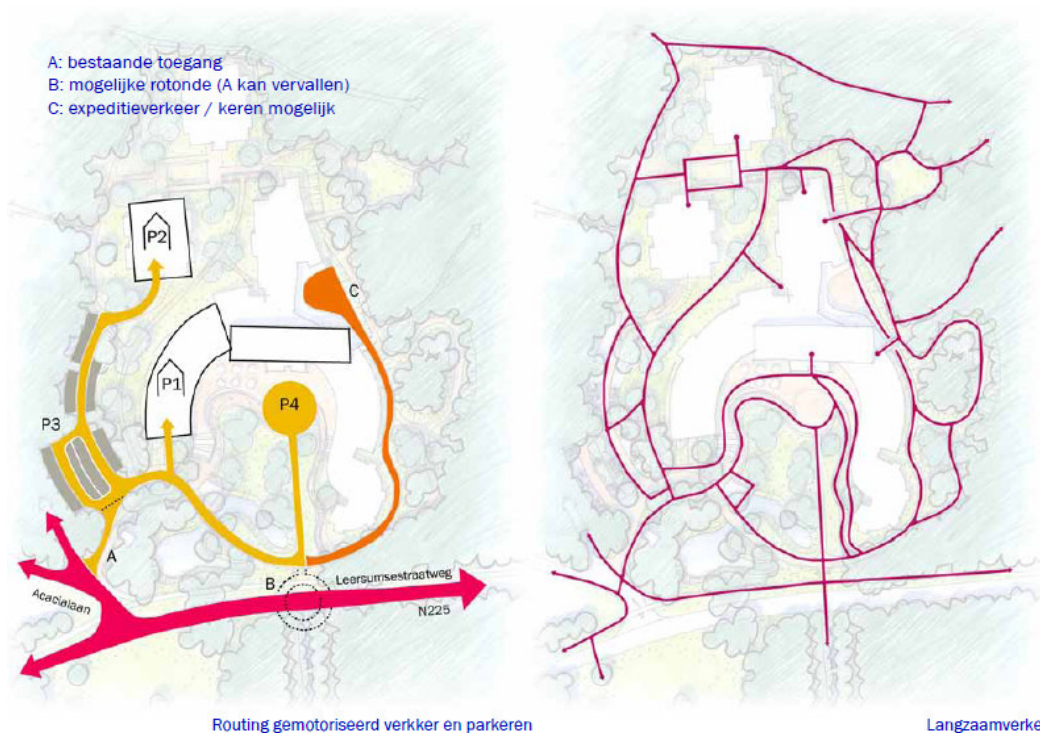 A: bestaande toegang
B: mogelijke rotonde (A kan vervallen)
C: expeditieverkeer / keren mogelijk
P2
C
P1
P4
P3
A
B
Leersumsestraatweg
Acacialaan
N225
Routing gemotoriseerd verkker en parkeren
Langzaamverke